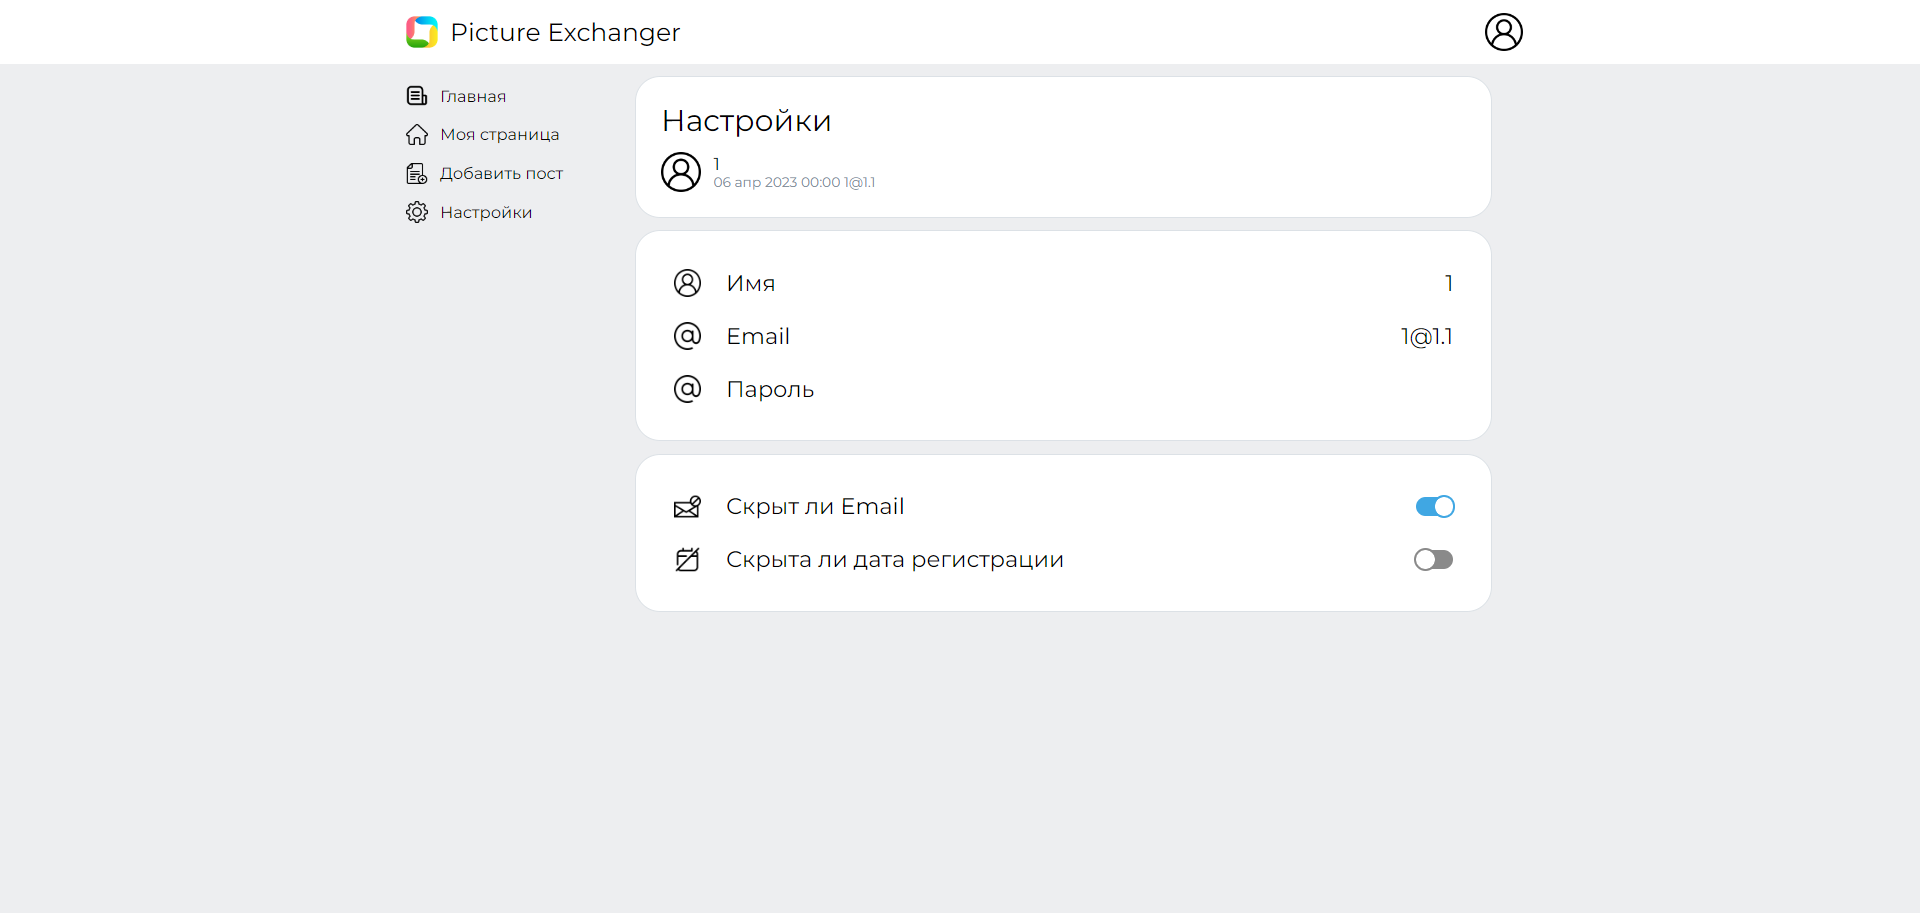 Picture Exchanger
Главная
Моя страница
Добавить пост
Настройки
Настройки
1
06 апр 2023 00:00 1@1.1
Имя 1
Email 1@1.1
Пароль
Скрыт ли Email
Скрыта ли дата регистрации